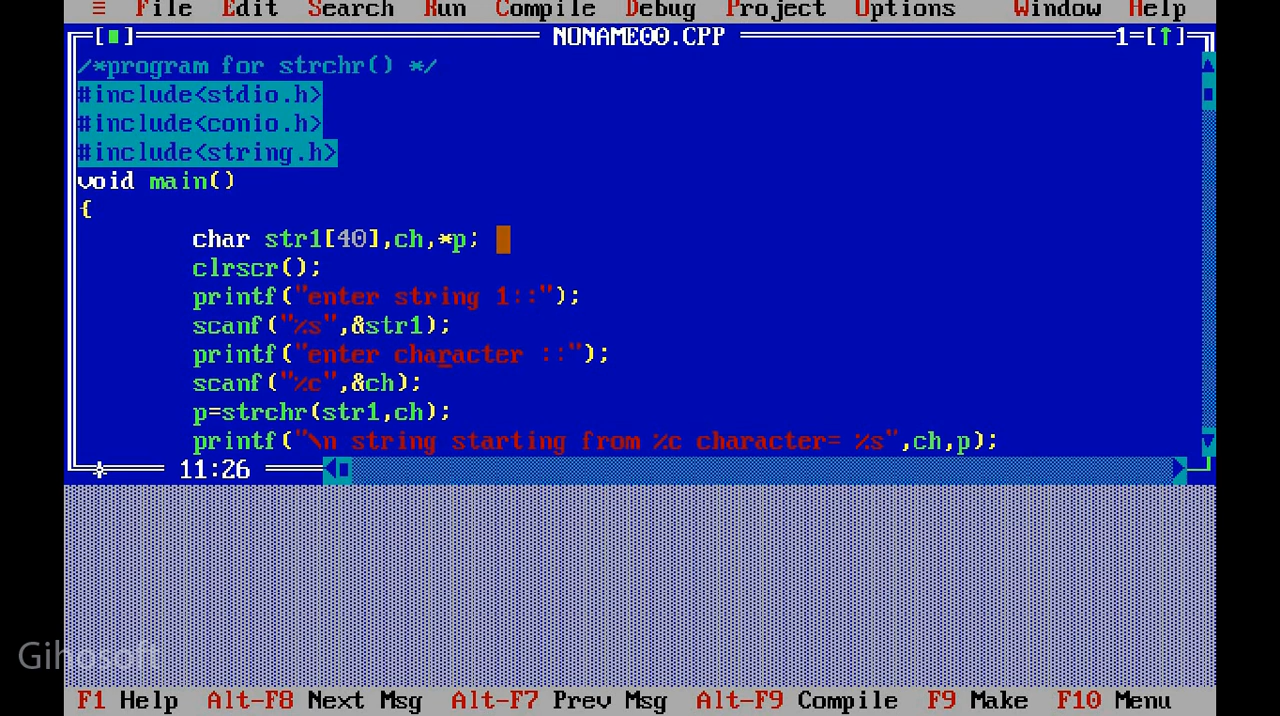 ≡ File Edit Search Run Compile Debug Project Options Window Help
[■] NONAME00.CPP 1=[↑]
/*program for strchr() */
#include<stdio.h>
#include<conio.h>
#include<string.h>
void main()
{
char str1[40],ch,*p;
clrscr();
printf("enter string 1::");
scanf("%s",&str1);
printf("enter character ::");
scanf("%c",&ch);
p=strchr(str1,ch);
printf("\n string starting from %c character= %s",ch,p);
11:26
Gihosoft
F1 Help Alt-F8 Next Msg Alt-F7 Prev Msg Alt-F9 Compile F9 Make F10 Menu